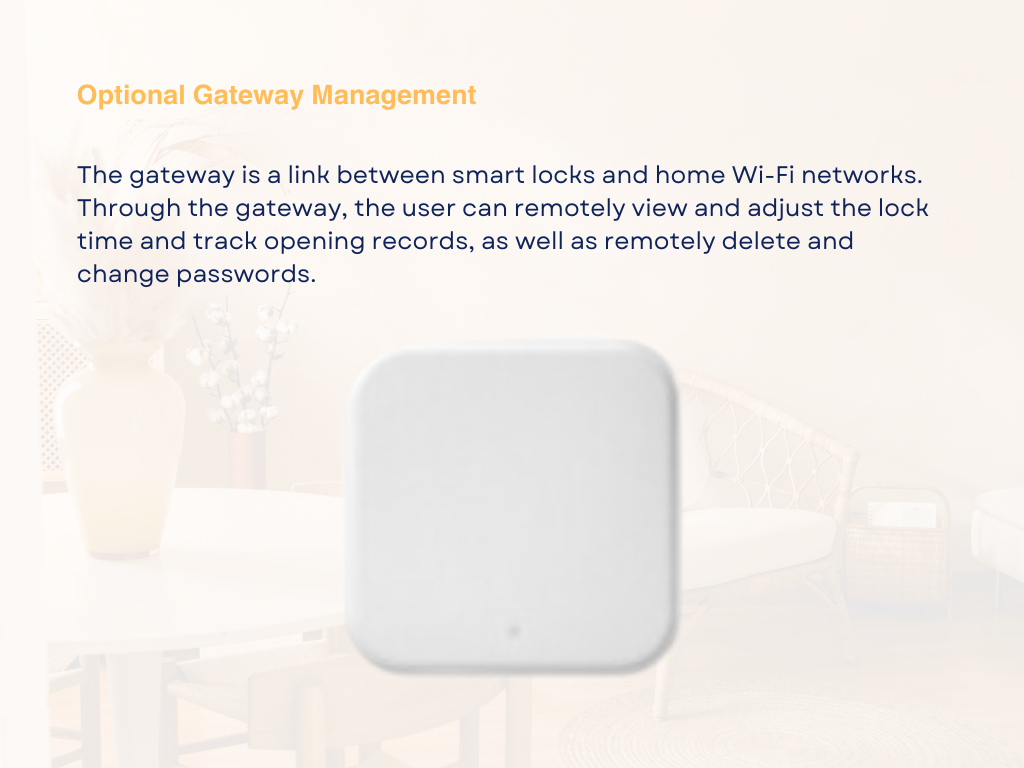 Optional Gateway Management
The gateway is a link between smart locks and home Wi-Fi networks.
Through the gateway, the user can remotely view and adjust the lock
time and track opening records, as well as remotely delete and
change passwords.